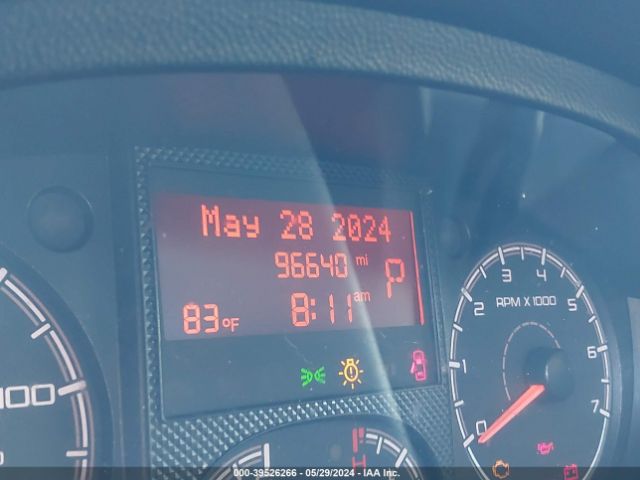 May 28 2024
96640 mi
P
83°F
8:11 am
100
0 1 2 3 4 5 6 7
RPM X 1000
H
000-39526266 - 05/29/2024 - IAA Inc.